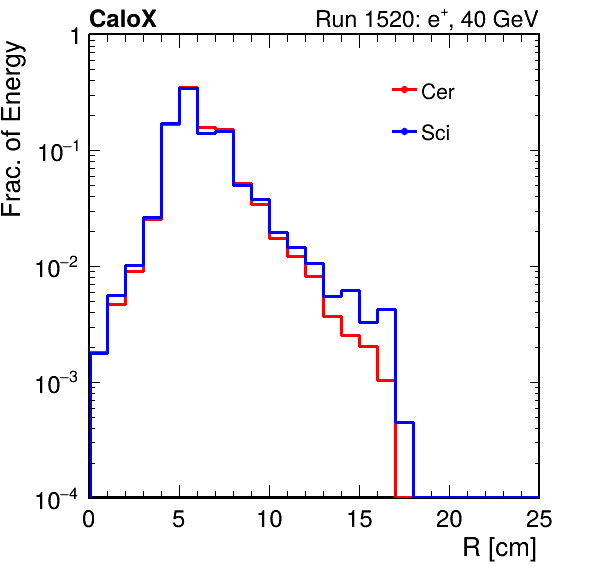 CaloX Run 1520: e⁺, 40 GeV
Frac. of Energy
1
10⁻¹
10⁻²
10⁻³
10⁻⁴
Cer
Sci
0 5 10 15 20 25
R [cm]